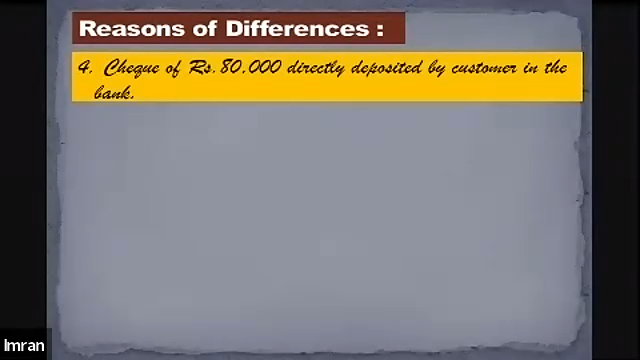 Reasons of Differences :
4. Cheque of Rs.80,000 directly deposited by customer in the
bank.
Imran